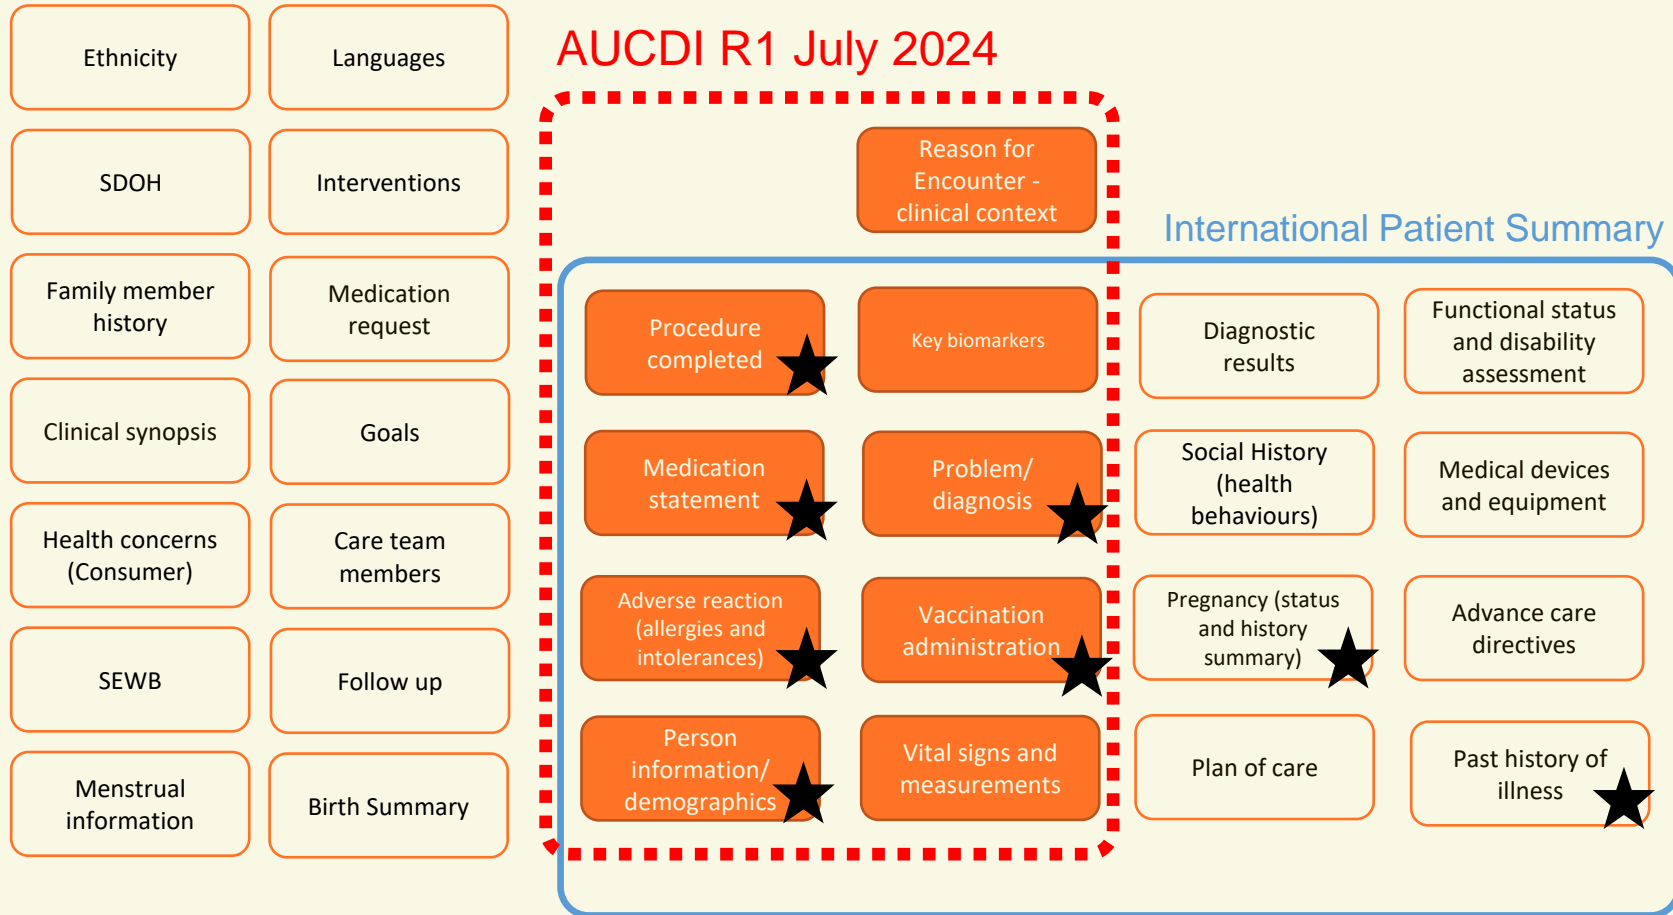 Ethnicity
Languages
SDOH
Interventions
Family member
history
Medication
request
Clinical synopsis
Goals
Health concerns
(Consumer)
Care team
members
SEWB
Follow up
Menstrual
information
Birth Summary
AUCDI R1 July 2024
Reason for
Encounter -
clinical context
International Patient Summary
Procedure
completed
Key biomarkers
Diagnostic
results
Functional status
and disability
assessment
Medication
statement
Problem/
diagnosis
Social History
(health
behaviours)
Medical devices
and equipment
Adverse reaction
(allergies and
intolerances)
Vaccination
administration
Pregnancy (status
and history
summary)
Advance care
directives
Person
information/
demographics
Vital signs and
measurements
Plan of care
Past history of
illness